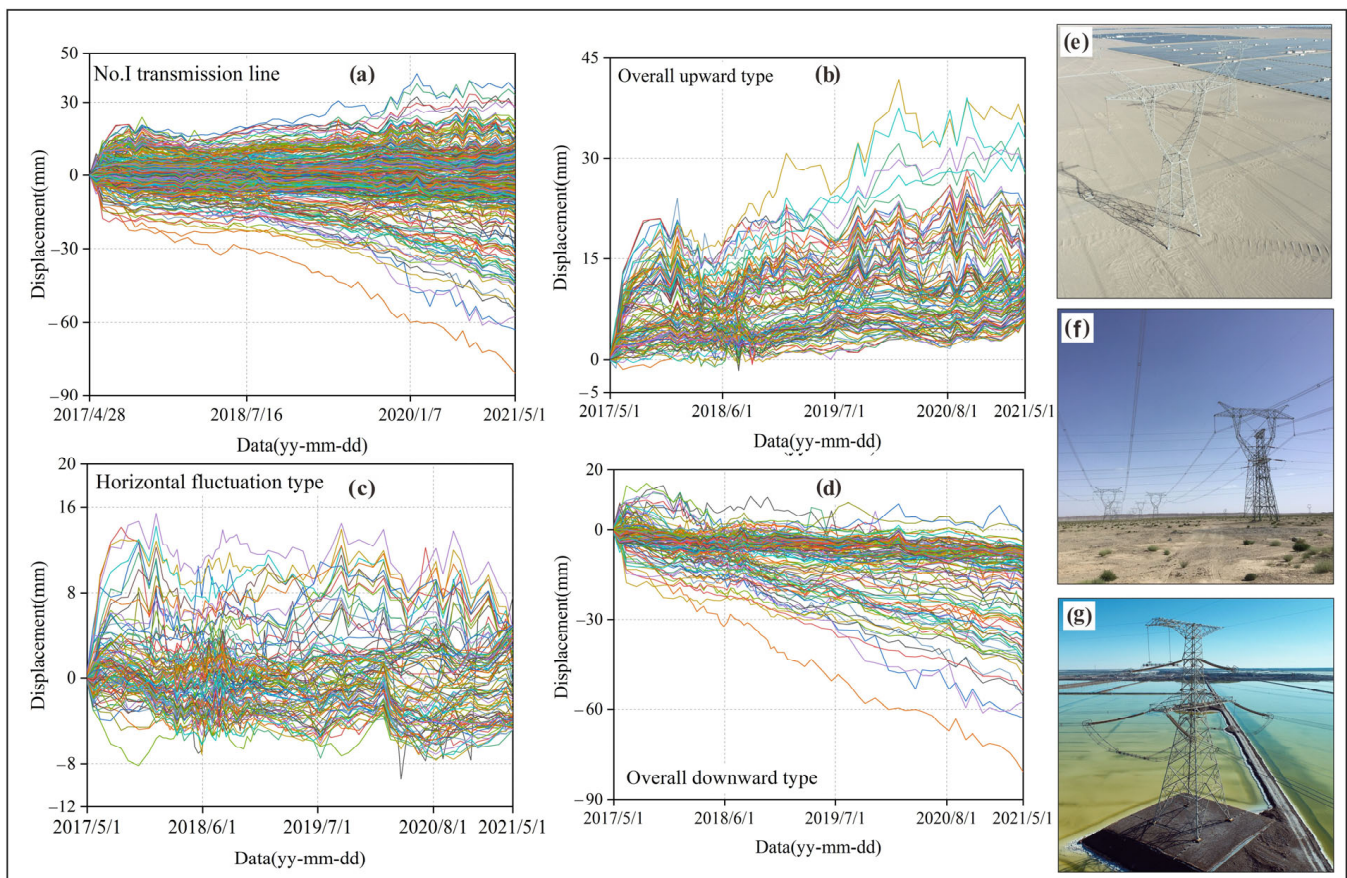 No.I transmission line
(a)
50
30
0
−30
−60
−90
Displacement(mm)
2017/4/28
2018/7/16
2020/1/7
2021/5/1
Data(yy-mm-dd)
Overall upward type
(b)
45
30
15
0
−5
Displacement(mm)
2017/5/1
2018/6/1
2019/7/1
2020/8/1
2021/5/1
Data(yy-mm-dd)
Horizontal fluctuation type
(c)
20
16
8
0
−8
−12
Displacement(mm)
2017/5/1
2018/6/1
2019/7/1
2020/8/1
2021/5/1
Data(yy-mm-dd)
(d)
20
0
−30
−60
−90
Displacement(mm)
Overall downward type
2017/5/1
2018/6/1
2019/7/1
2020/8/1
2021/5/1
Data(yy-mm-dd)
(e)
(f)
(g)